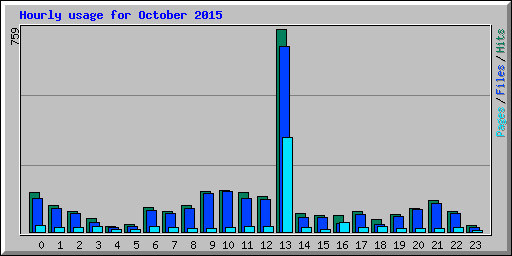 Hourly usage for October 2015
759
Pages/Files/Hits
0 1 2 3 4 5 6 7 8 9 10 11 12 13 14 15 16 17 18 19 20 21 22 23